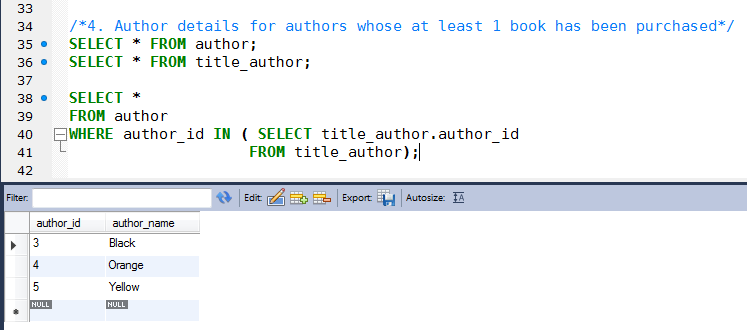 33
34 /*4. Author details for authors whose at least 1 book has been purchased*/
35 SELECT * FROM author;
36 SELECT * FROM title_author;
37
38 SELECT *
39 FROM author
40 WHERE author_id IN ( SELECT title_author.author_id
41 FROM title_author);
42
Filter: Edit: Export: Autosize: IA
author_id author_name
3 Black
4 Orange
5 Yellow
NULL NULL